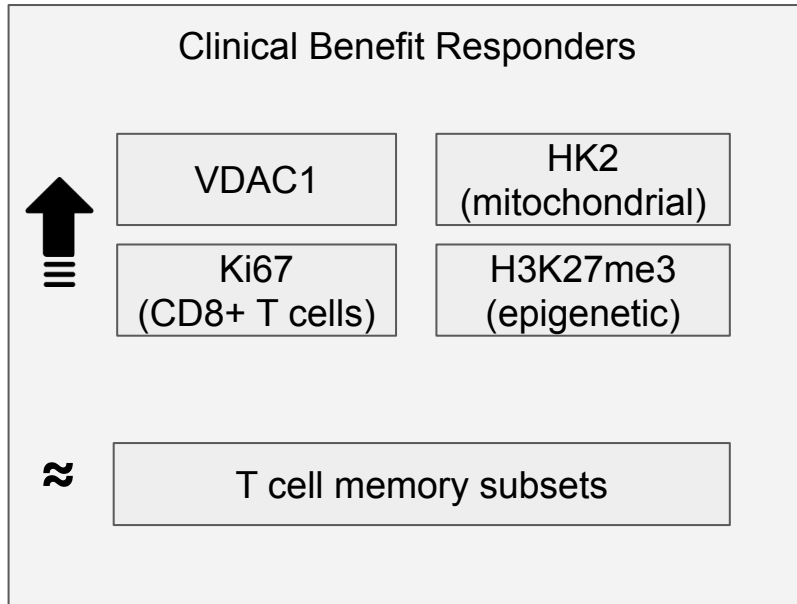 Clinical Benefit Responders
VDAC1
HK2
(mitochondrial)
Ki67
(CD8+ T cells)
H3K27me3
(epigenetic)
≈
T cell memory subsets